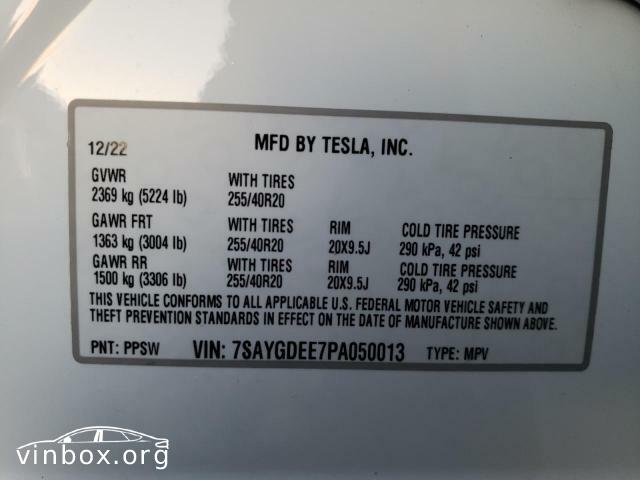 12/22 MFD BY TESLA, INC.
GVWR WITH TIRES
2369 kg (5224 lb) 255/40R20
GAWR FRT WITH TIRES RIM COLD TIRE PRESSURE
1363 kg (3004 lb) 255/40R20 20X9.5J 290 kPa, 42 psi
GAWR RR WITH TIRES RIM COLD TIRE PRESSURE
1500 kg (3306 lb) 255/40R20 20X9.5J 290 kPa, 42 psi
THIS VEHICLE CONFORMS TO ALL APPLICABLE U.S. FEDERAL MOTOR VEHICLE SAFETY AND
THEFT PREVENTION STANDARDS IN EFFECT ON THE DATE OF MANUFACTURE SHOWN ABOVE.
PNT: PPSW VIN: 7SAYGDEE7PA050013 TYPE: MPV
vinbox.org